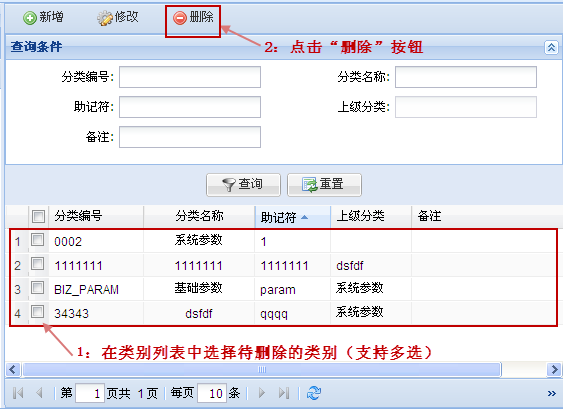 新增 修改 删除
2：点击“删除”按钮
查询条件
分类编号: 分类名称:
助记符: 上级分类:
备注:
查询 重置
分类编号 分类名称 助记符 上级分类 备注
1 0002 系统参数 1
2 1111111 1111111 1111111 dsfdf
3 BIZ_PARAM 基础参数 param 系统参数
4 34343 dsfdf qqqq 系统参数
1：在类别列表中选择待删除的类别（支持多选）
第 1 页共 1 页 每页 10 条